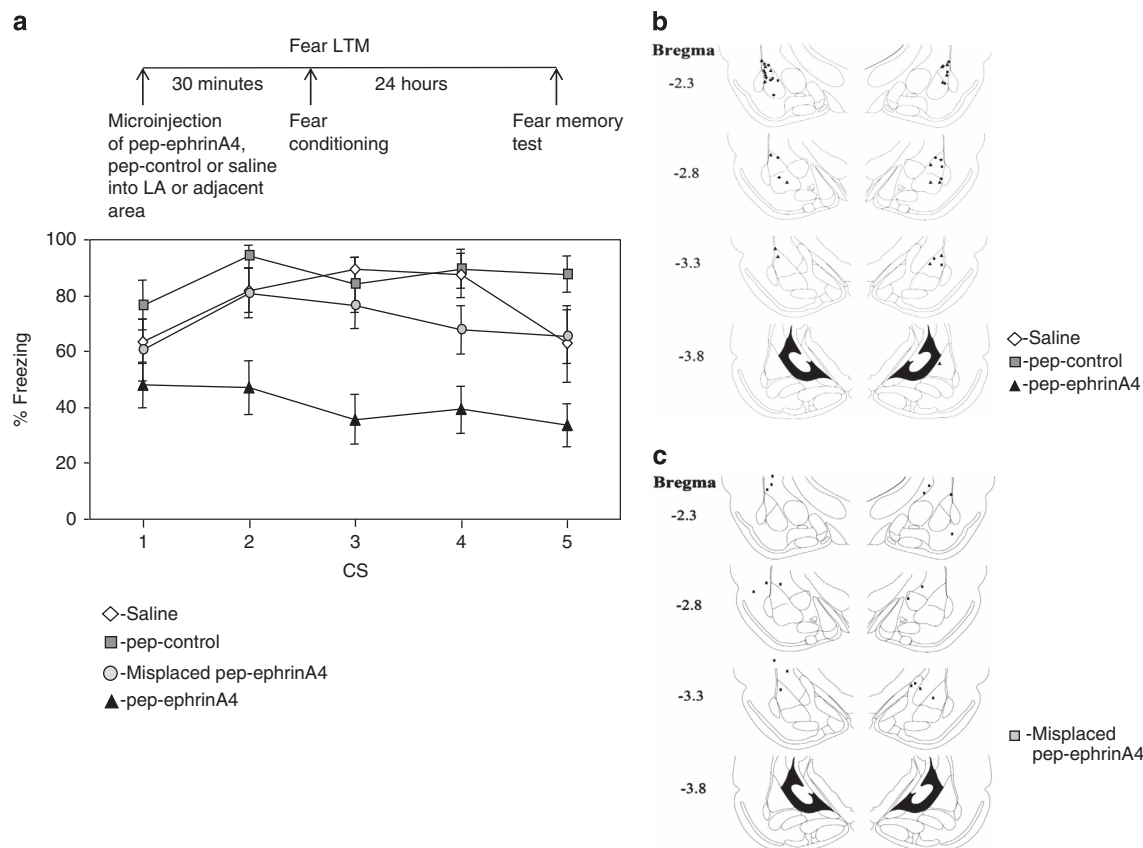 a
Fear LTM
30 minutes
24 hours
Microinjection
of pep-ephrinA4,
pep-control or saline
into LA or adjacent
area
Fear
conditioning
Fear memory
test
% Freezing
100
80
60
40
20
0
1 2 3 4 5
CS
-Saline
-pep-control
-Misplaced pep-ephrinA4
-pep-ephrinA4
b
Bregma
-2.3
-2.8
-3.3
-3.8
-Saline
-pep-control
-pep-ephrinA4
c
Bregma
-2.3
-2.8
-3.3
-3.8
-Misplaced
pep-ephrinA4